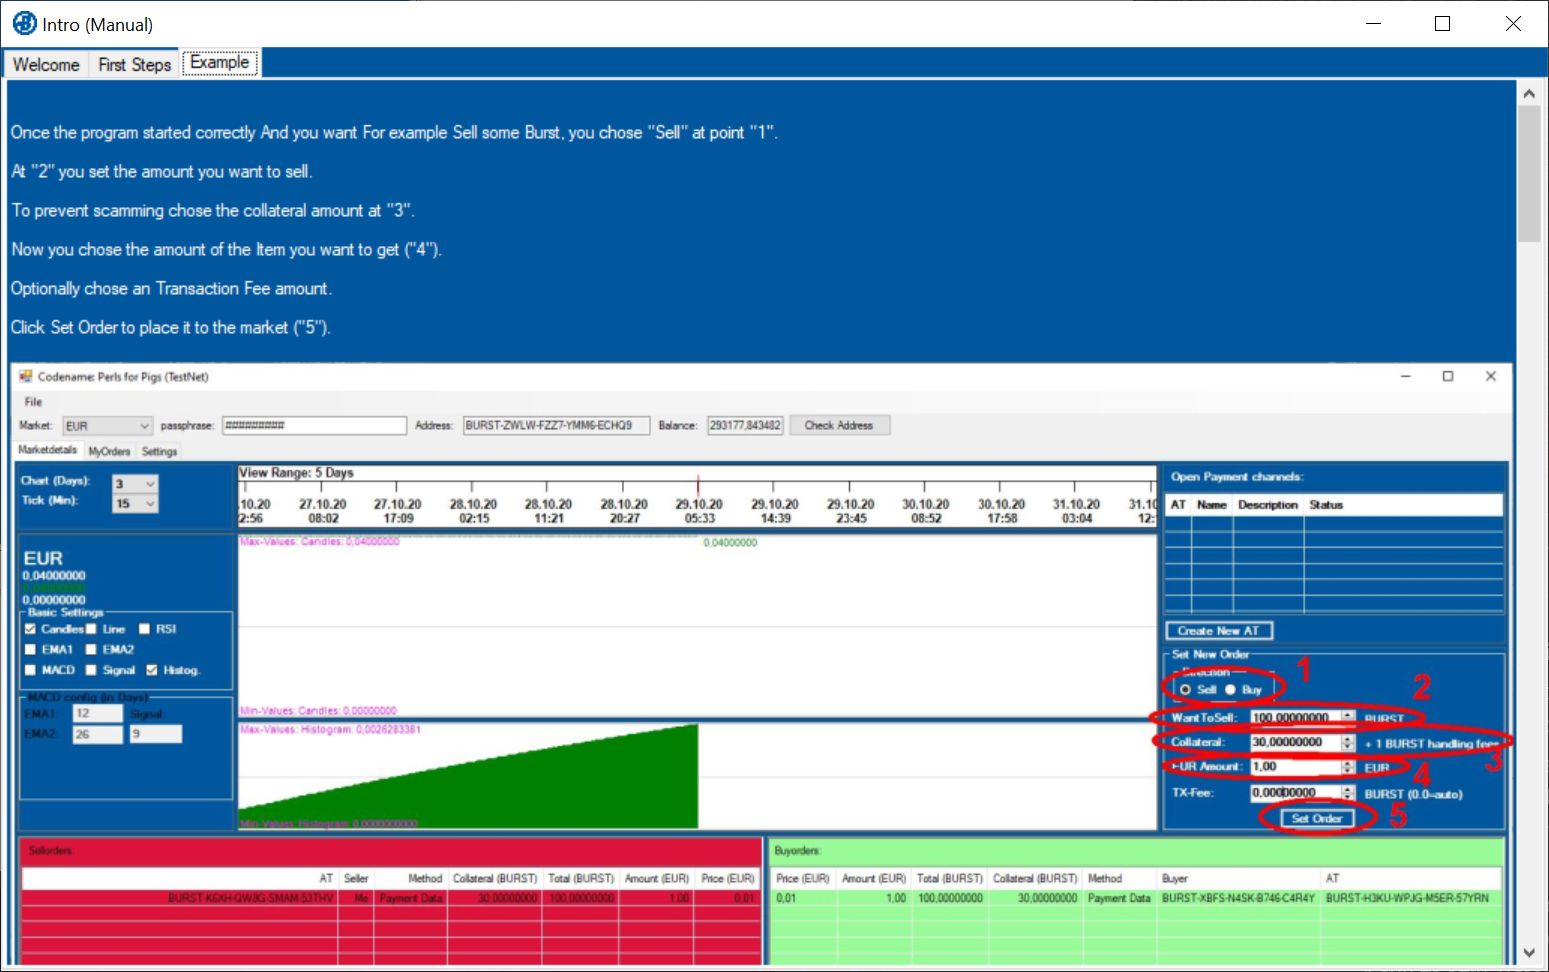 Intro (Manual)
Welcome First Steps Example
Once the program started correctly And you want For example Sell some Burst, you chose "Sell" at point "1".
At "2" you set the amount you want to sell.
To prevent scamming chose the collateral amount at "3".
Now you chose the amount of the Item you want to get ("4").
Optionally chose an Transaction Fee amount.
Click Set Order to place it to the market ("5").
Codename: Perls for Pigs (TestNet)
File
Market: EUR passphrase: ######### Address: BURST-ZWLW-FZZ7-YMM6-ECHQ9 Balance: 293177,843482 Check Address
Marketdetails MyOrders Settings
Chart (Days): 3
Tick (Min): 15
View Range: 5 Days
.10.20 27.10.20 27.10.20 28.10.20 28.10.20 28.10.20 29.10.20 29.10.20 29.10.20 30.10.20 30.10.20 31.10.20 31.10
2:56 08:02 17:09 02:15 11:21 20:27 05:33 14:39 23:45 08:52 17:58 03:04 12:
Open Payment channels:
AT Name Description Status
Max-Values: Candles: 0,04000000 0,04000000
EUR
0,04000000
0,00000000
Basic Settings
Candles Line RSI
EMA1 EMA2
MACD Signal Histog.
MACD config (in Days)
EMA1: 12 Signal:
EMA2: 26 9
Min-Values: Candles: 0,00000000
Max-Values: Histogram: 0,0026283381
Min-Values: Histogram: 0,0000000000
Create New AT
Set New Order
Direction 1
Sell Buy
2
WantToSell: 100,00000000 BURST
Collateral: 30,00000000 + 1 BURST handling fees
3
EUR Amount: 1,00 EUR 4
TX-Fee: 0,00000000 BURST (0.0=auto)
Set Order 5
Sellorders:
AT Seller Method Collateral (BURST) Total (BURST) Amount (EUR) Price (EUR)
BURST-K6XH-QW8G-SMAM-53THV Me Payment Data 30,00000000 100,00000000 1,00 0,01
Buyorders:
Price (EUR) Amount (EUR) Total (BURST) Collateral (BURST) Method Buyer AT
0,01 1,00 100,00000000 30,00000000 Payment Data BURST-XBFS-N4SK-B746-C4R4Y BURST-H3KU-WPJG-M5ER-57YRN